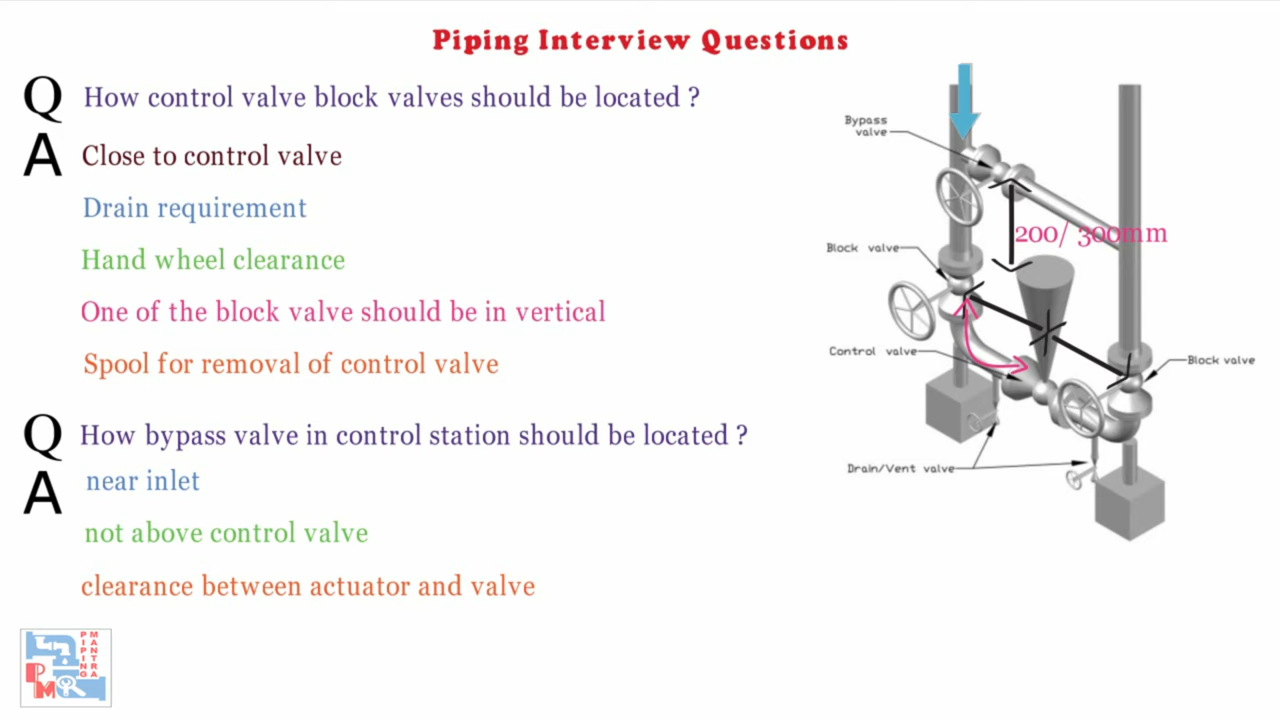 Piping Interview Questions
Q How control valve block valves should be located ?
A Close to control valve
Drain requirement
Hand wheel clearance
One of the block valve should be in vertical
Spool for removal of control valve
Q How bypass valve in control station should be located ?
A near inlet
not above control valve
clearance between actuator and valve
Bypass
valve
200/ 300mm
Block valve
Control valve
Block valve
Drain/Vent valve
PIPING
MANTRA
PM